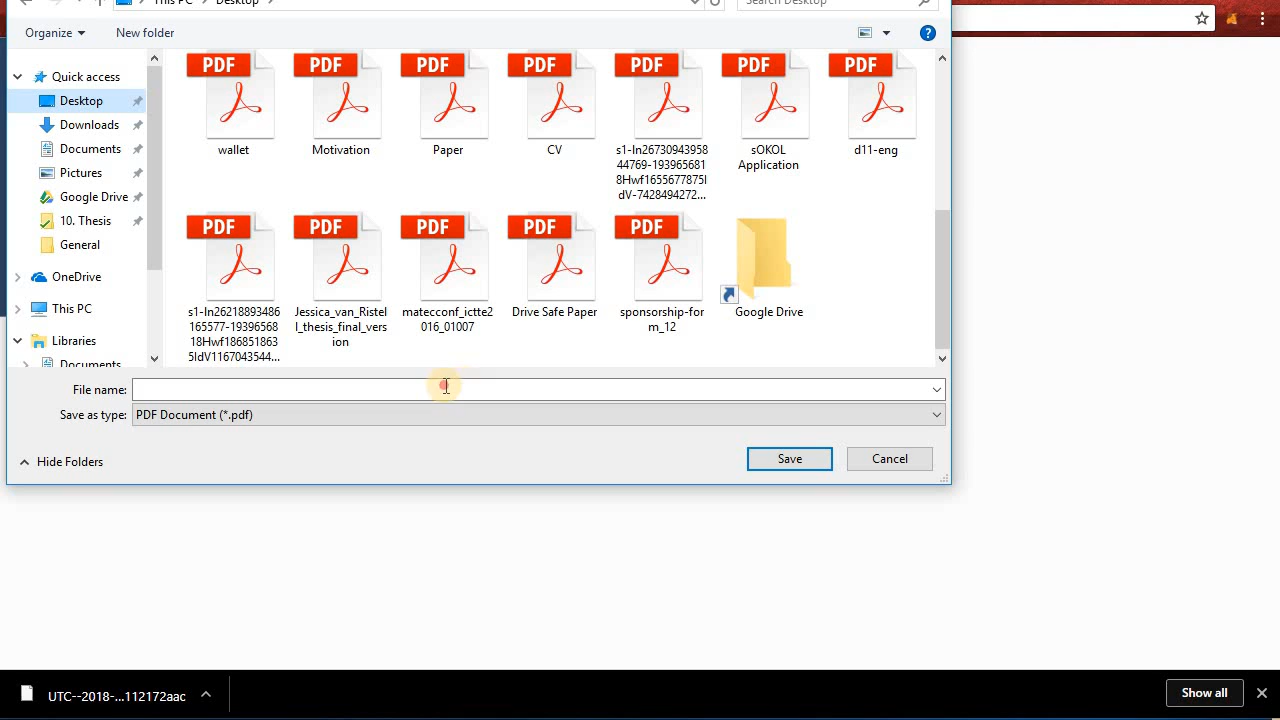 This PC
Desktop
Search Desktop
Organize
New folder
Quick access
Desktop
Downloads
Documents
Pictures
Google Drive
10. Thesis
General
OneDrive
This PC
Libraries
Documents
PDF PDF PDF PDF PDF PDF PDF
wallet
Motivation
Paper
CV
s1-ln26730943958
44769-193965681
8Hwf1655677875I
dV-7428494272...
sOKOL
Application
d11-eng
PDF PDF PDF PDF PDF
s1-ln26218893486
165577-19396568
18Hwf186851863
5IdV1167043544...
Jessica_van_Ristel
l_thesis_final_vers
ion
matecconf_ictte2
016_01007
Drive Safe Paper
sponsorship-for
m_12
Google Drive
File name:
Save as type: PDF Document (*.pdf)
Hide Folders
Save
Cancel
UTC--2018-...112172aac
Show all